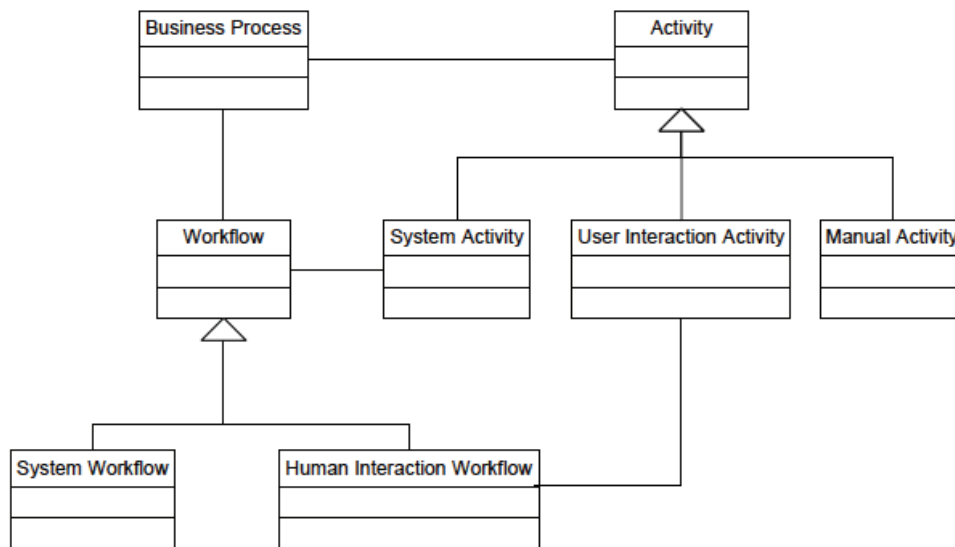 Business Process
Activity
Workflow
System Activity
User Interaction Activity
Manual Activity
System Workflow
Human Interaction Workflow